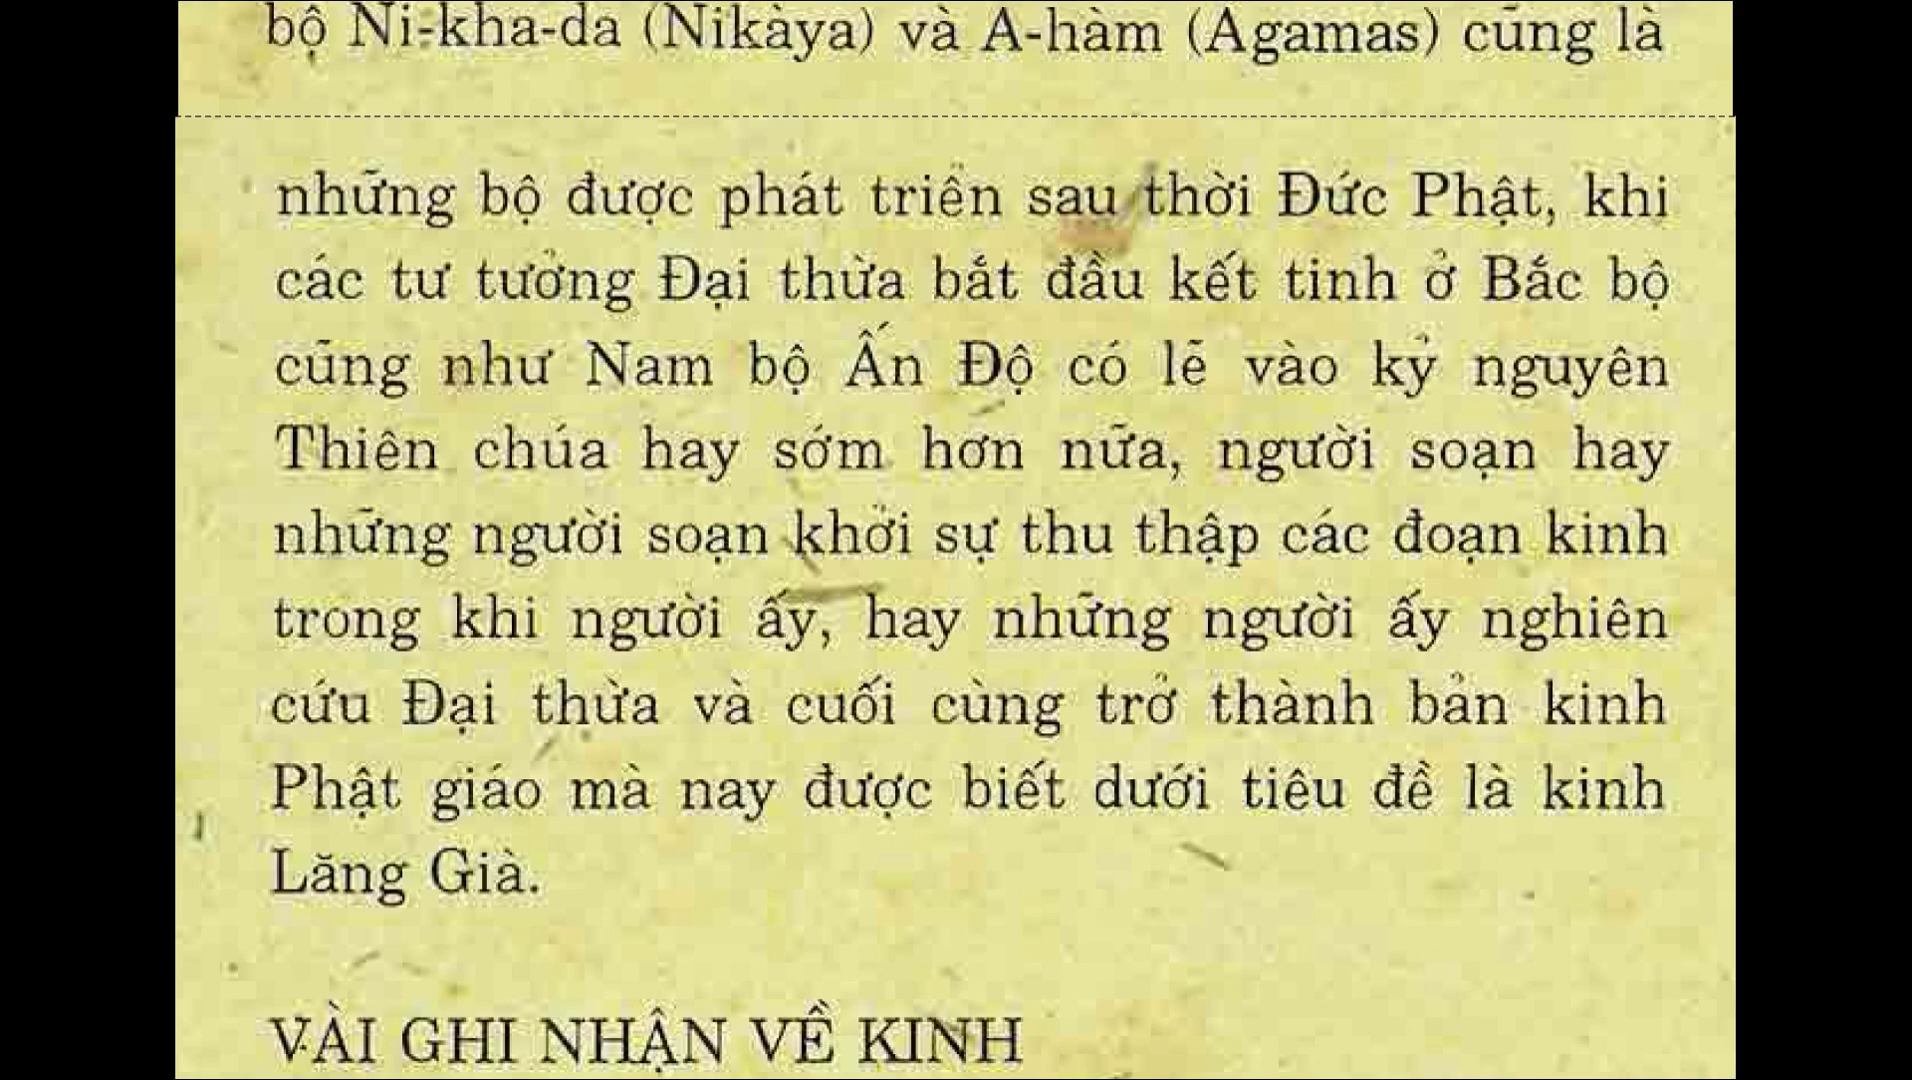 bộ Ni-kha-da (Nikàya) và A-hàm (Agamas) cũng là
những bộ được phát triển sau thời Đức Phật, khi
các tư tưởng Đại thừa bắt đầu kết tinh ở Bắc bộ
cũng như Nam bộ Ấn Độ có lẽ vào kỷ nguyên
Thiên chúa hay sớm hơn nữa, người soạn hay
những người soạn khởi sự thu thập các đoạn kinh
trong khi người ấy, hay những người ấy nghiên
cứu Đại thừa và cuối cùng trở thành bản kinh
Phật giáo mà nay được biết dưới tiêu đề là kinh
Lăng Già.
VÀI GHI NHẬN VỀ KINH